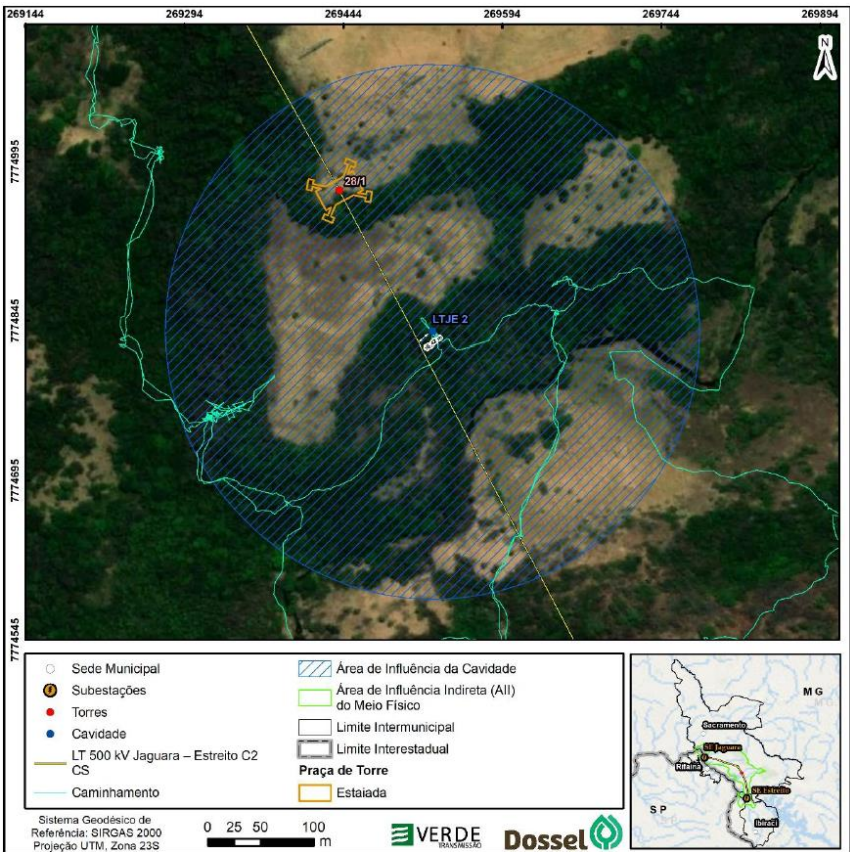 269144 269294 269444 269594 269744 269894
N
7774995
28/1
7774845
LTJE 2
7774695
7774545
Sede Municipal
Subestações
Torres
Cavidade
LT 500 kV Jaguara – Estreito C2
CS
Caminhamento
Área de Influência da Cavidade
Área de Influência Indireta (AII)
do Meio Físico
Limite Intermunicipal
Limite Interestadual
Praça de Torre
Estaiada
Sistema Geodésico de
Referência: SIRGAS 2000
Projeção UTM, Zona 23S
0 25 50 100
m
VERDE
TRANSMISSÃO
Dossel
MG
Sacramento
SE Jaguara
Rifaina
SE Estreito
SP
Ibiraci